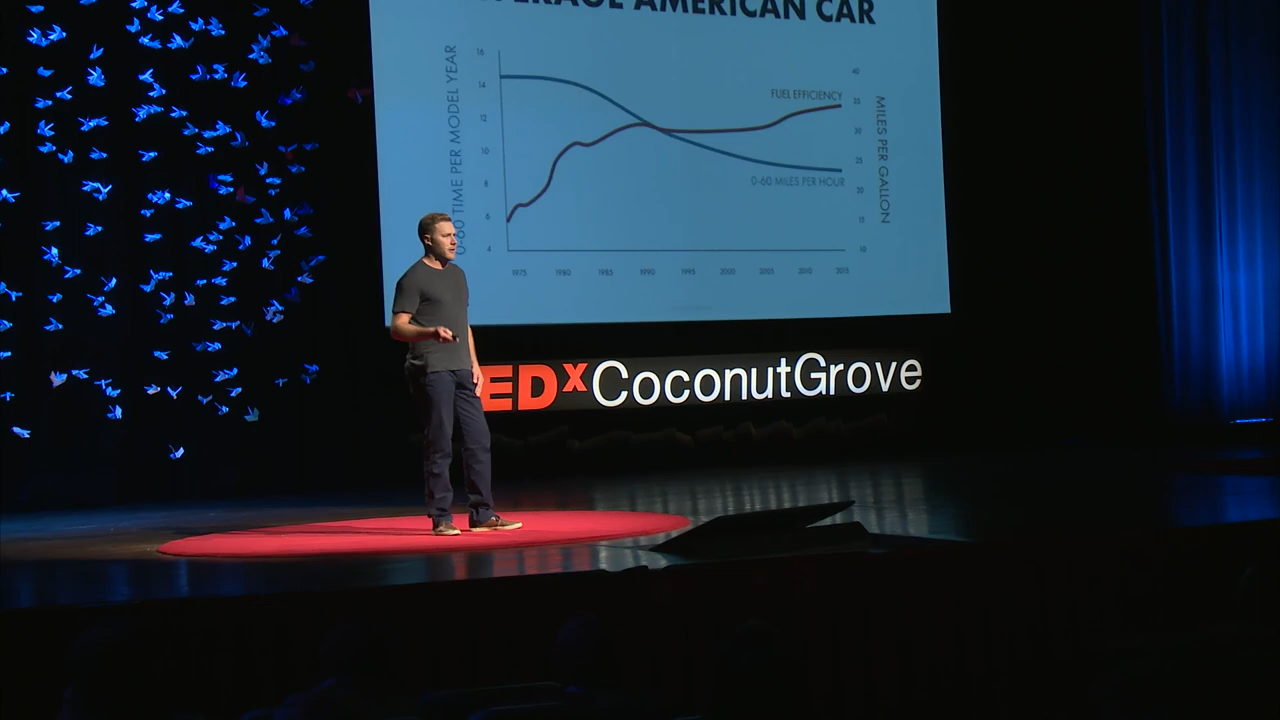 AMERICAN CAR
0-60 TIME PER MODEL YEAR
16
14
12
10
8
6
4
FUEL EFFICIENCY
0-60 MILES PER HOUR
40
35
30
25
20
15
10
MILES PER GALLON
1975 1980 1985 1990 1995 2000 2005 2010 2015
EDx CoconutGrove